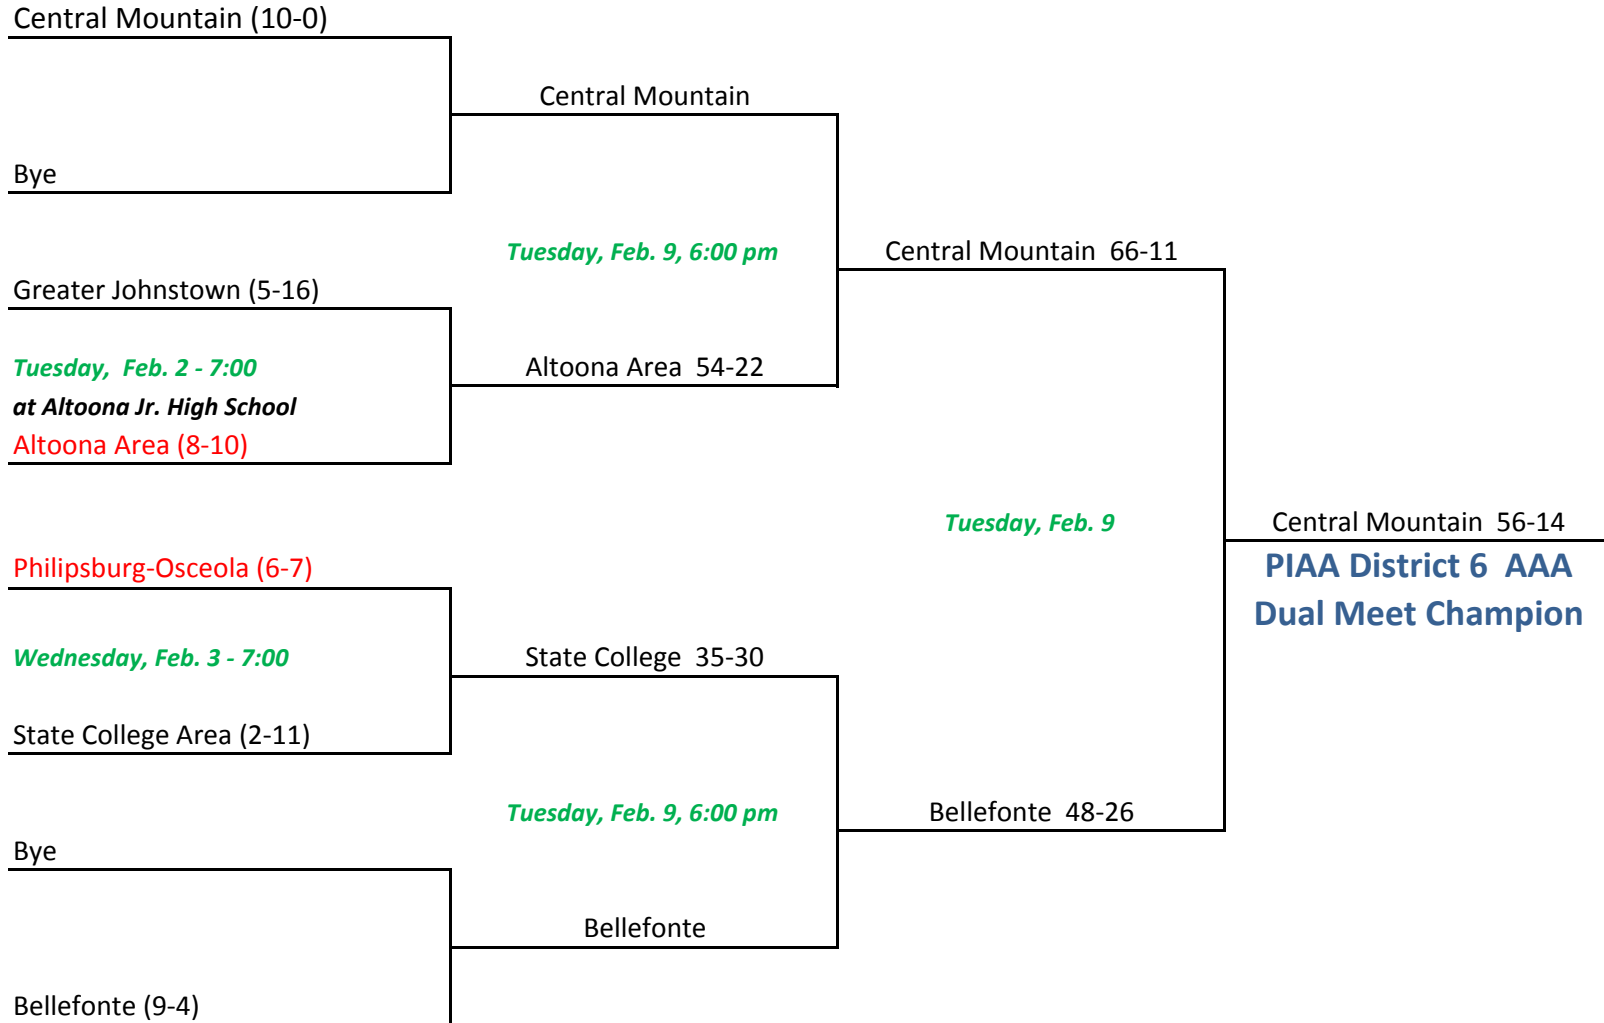 Central Mountain (10-0)
Central Mountain
Bye
Tuesday, Feb. 9, 6:00 pm
Central Mountain 66-11
Greater Johnstown (5-16)
Tuesday, Feb. 2 - 7:00
at Altoona Jr. High School
Altoona Area 54-22
Altoona Area (8-10)
Tuesday, Feb. 9
Central Mountain 56-14
PIAA District 6 AAA
Dual Meet Champion
Philipsburg-Osceola (6-7)
Wednesday, Feb. 3 - 7:00
State College 35-30
State College Area (2-11)
Tuesday, Feb. 9, 6:00 pm
Bellefonte 48-26
Bye
Bellefonte
Bellefonte (9-4)